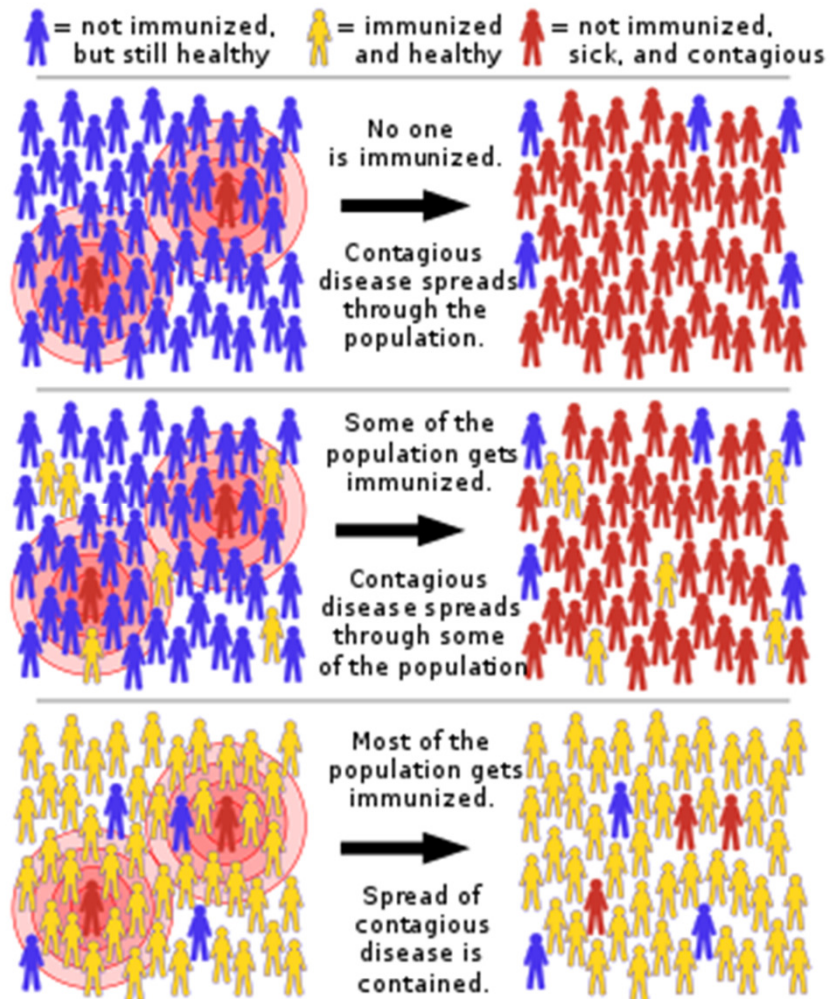 = not immunized,
but still healthy
= immunized
and healthy
= not immunized,
sick, and contagious
No one
is immunized.
Contagious
disease spreads
through the
population.
Some of the
population gets
immunized.
Contagious
disease spreads
through some
of the population
Most of the
population gets
immunized.
Spread of
contagious
disease is
contained.